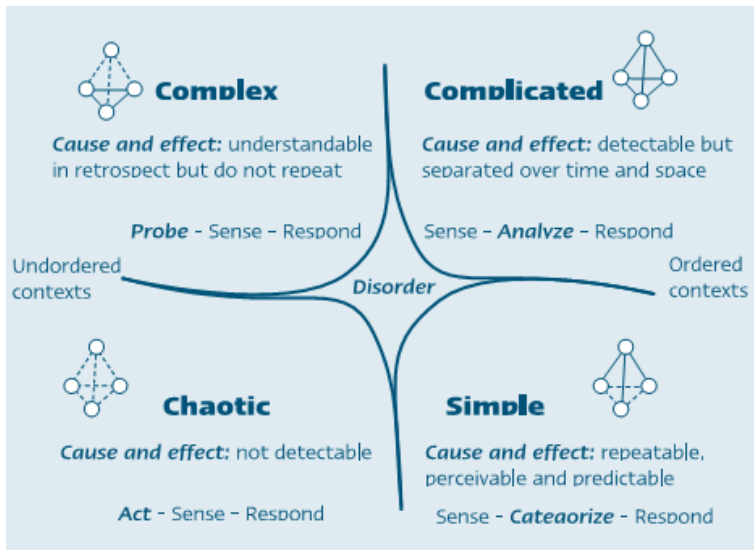 Complex
Cause and effect: understandable
in retrospect but do not repeat
Probe - Sense – Respond
Complicated
Cause and effect: detectable but
separated over time and space
Sense – Analyze – Respond
Undordered
contexts
Disorder
Ordered
contexts
Chaotic
Cause and effect: not detectable
Act - Sense – Respond
Simple
Cause and effect: repeatable,
perceivable and predictable
Sense - Categorize - Respond